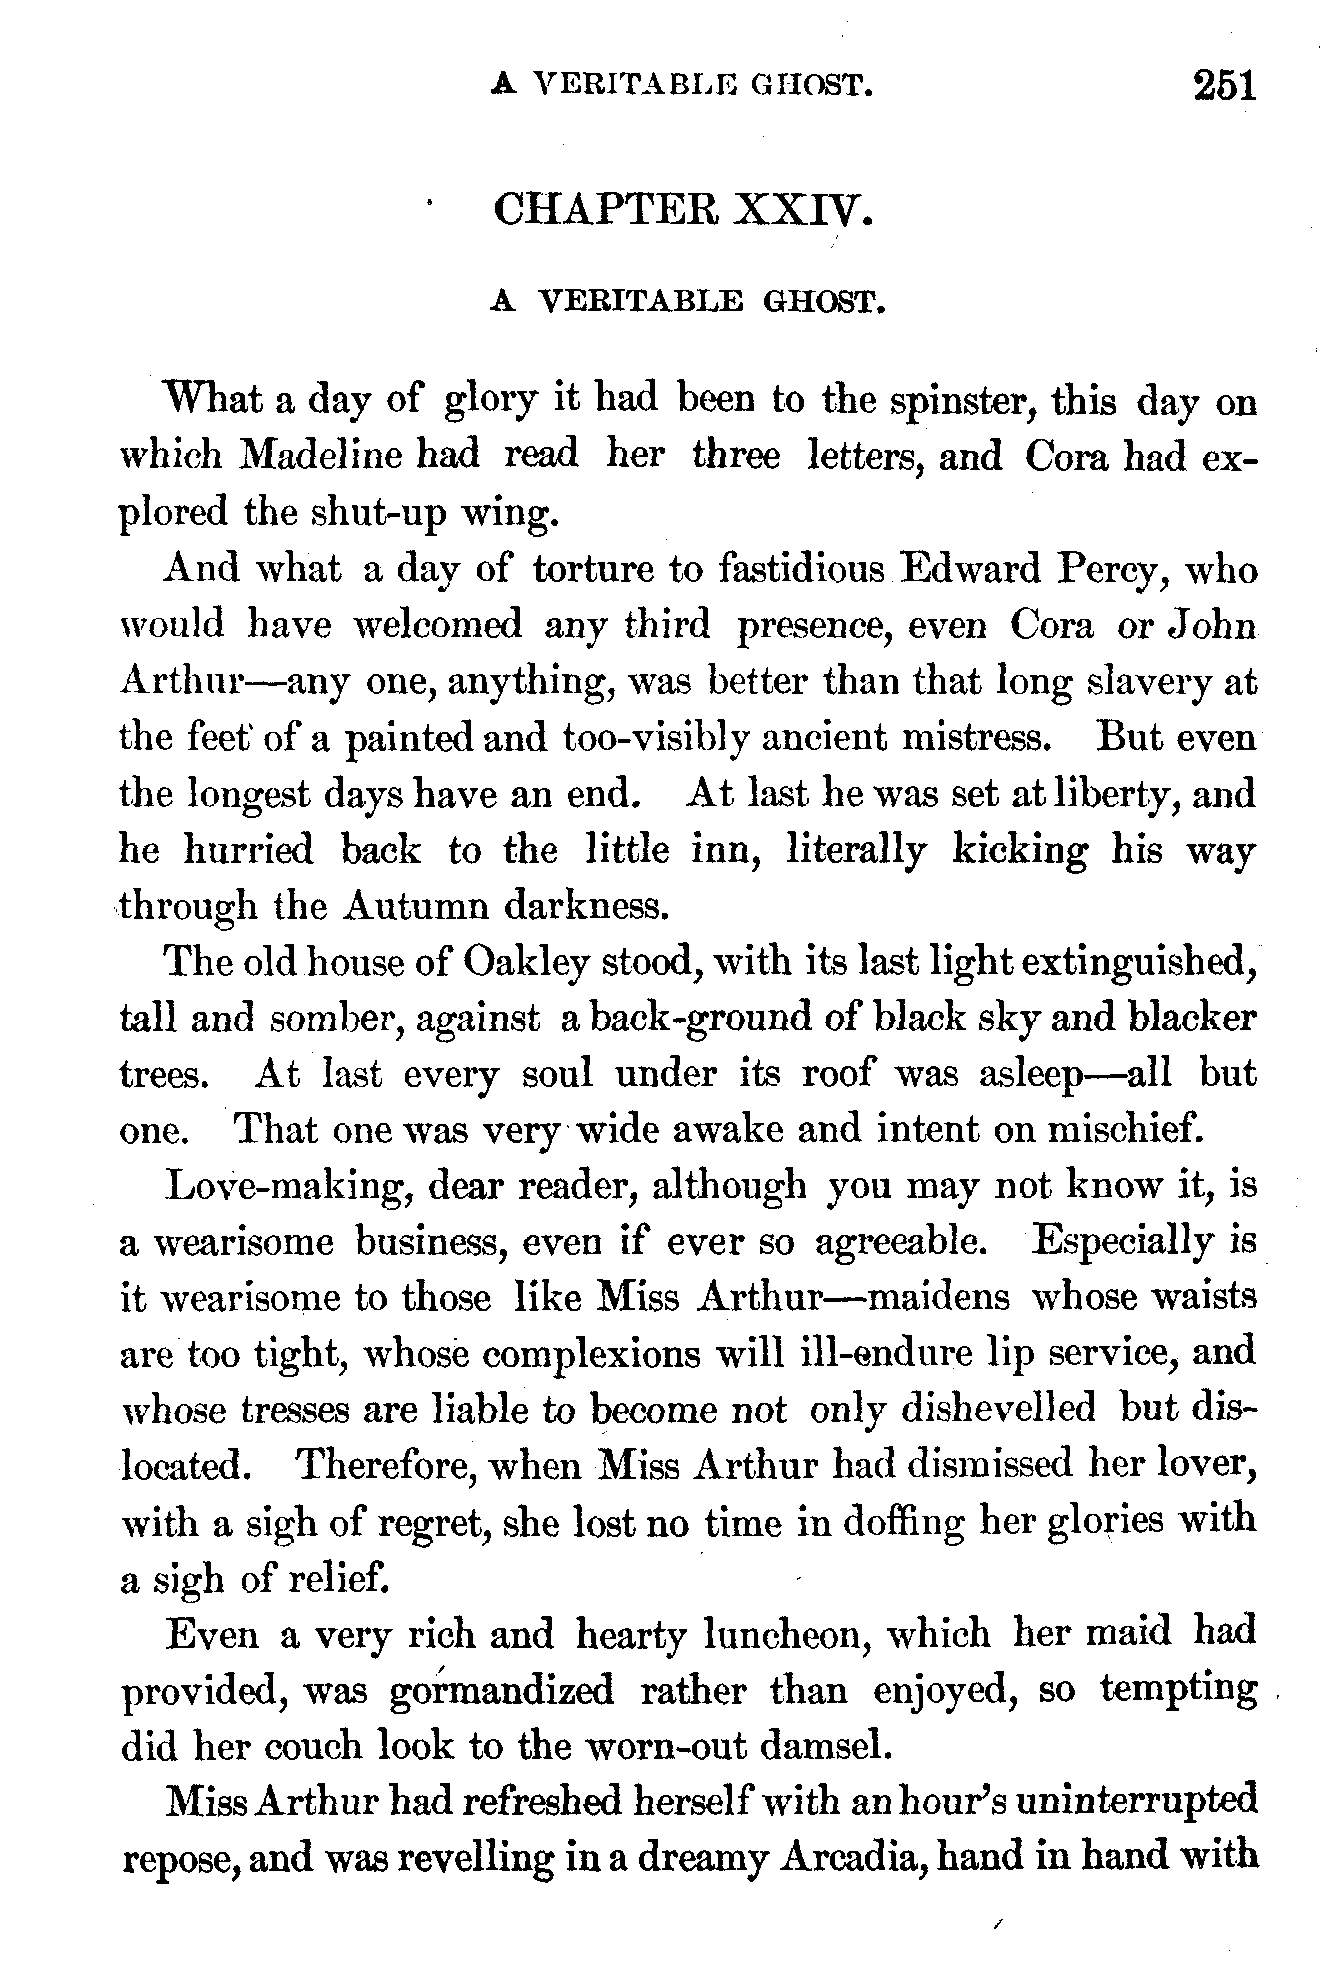 A VERITABLE GHOST. 251
CHAPTER XXIV.
A VERITABLE GHOST.
What a day of glory it had been to the spinster, this day on
which Madeline had read her three letters, and Cora had ex-
plored the shut-up wing.
And what a day of torture to fastidious Edward Percy, who
would have welcomed any third presence, even Cora or John
Arthur—any one, anything, was better than that long slavery at
the feet of a painted and too-visibly ancient mistress. But even
the longest days have an end. At last he was set at liberty, and
he hurried back to the little inn, literally kicking his way
through the Autumn darkness.
The old house of Oakley stood, with its last light extinguished,
tall and somber, against a back-ground of black sky and blacker
trees. At last every soul under its roof was asleep—all but
one. That one was very wide awake and intent on mischief.
Love-making, dear reader, although you may not know it, is
a wearisome business, even if ever so agreeable. Especially is
it wearisome to those like Miss Arthur—maidens whose waists
are too tight, whose complexions will ill-endure lip service, and
whose tresses are liable to become not only dishevelled but dis-
located. Therefore, when Miss Arthur had dismissed her lover,
with a sigh of regret, she lost no time in doffing her glories with
a sigh of relief.
Even a very rich and hearty luncheon, which her maid had
provided, was gormandized rather than enjoyed, so tempting
did her couch look to the worn-out damsel.
Miss Arthur had refreshed herself with an hour's uninterrupted
repose, and was revelling in a dreamy Arcadia, hand in hand with